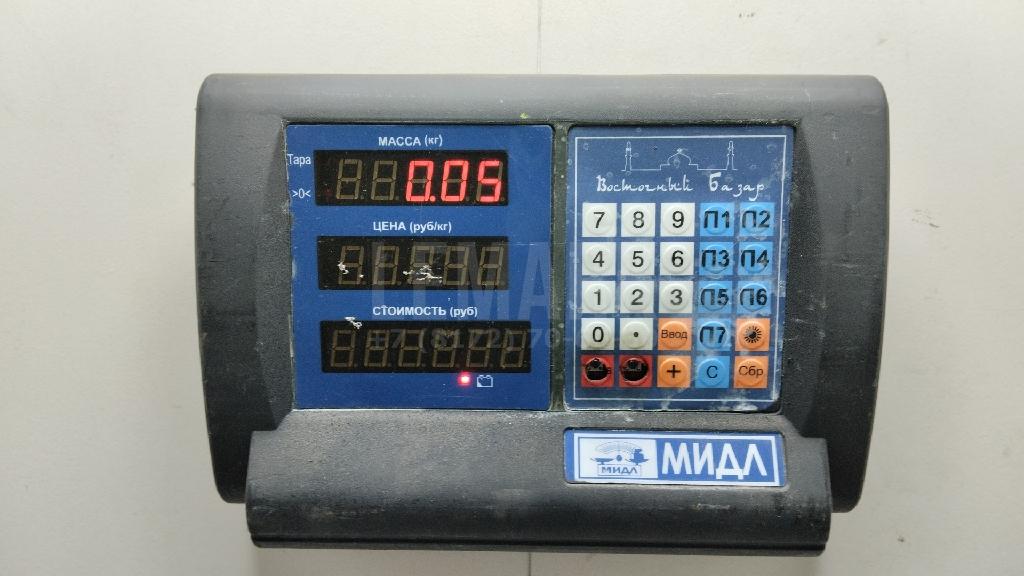 МАССА (кг)
Тара
0.05
>0<
ЦЕНА (руб/кг)
СТОИМОСТЬ (руб)
Восточный Базар
7 8 9 П1 П2
4 5 6 П3 П4
1 2 3 П5 П6
0 • Ввод П7
+ С Сбр
МИДЛ
МИДЛ